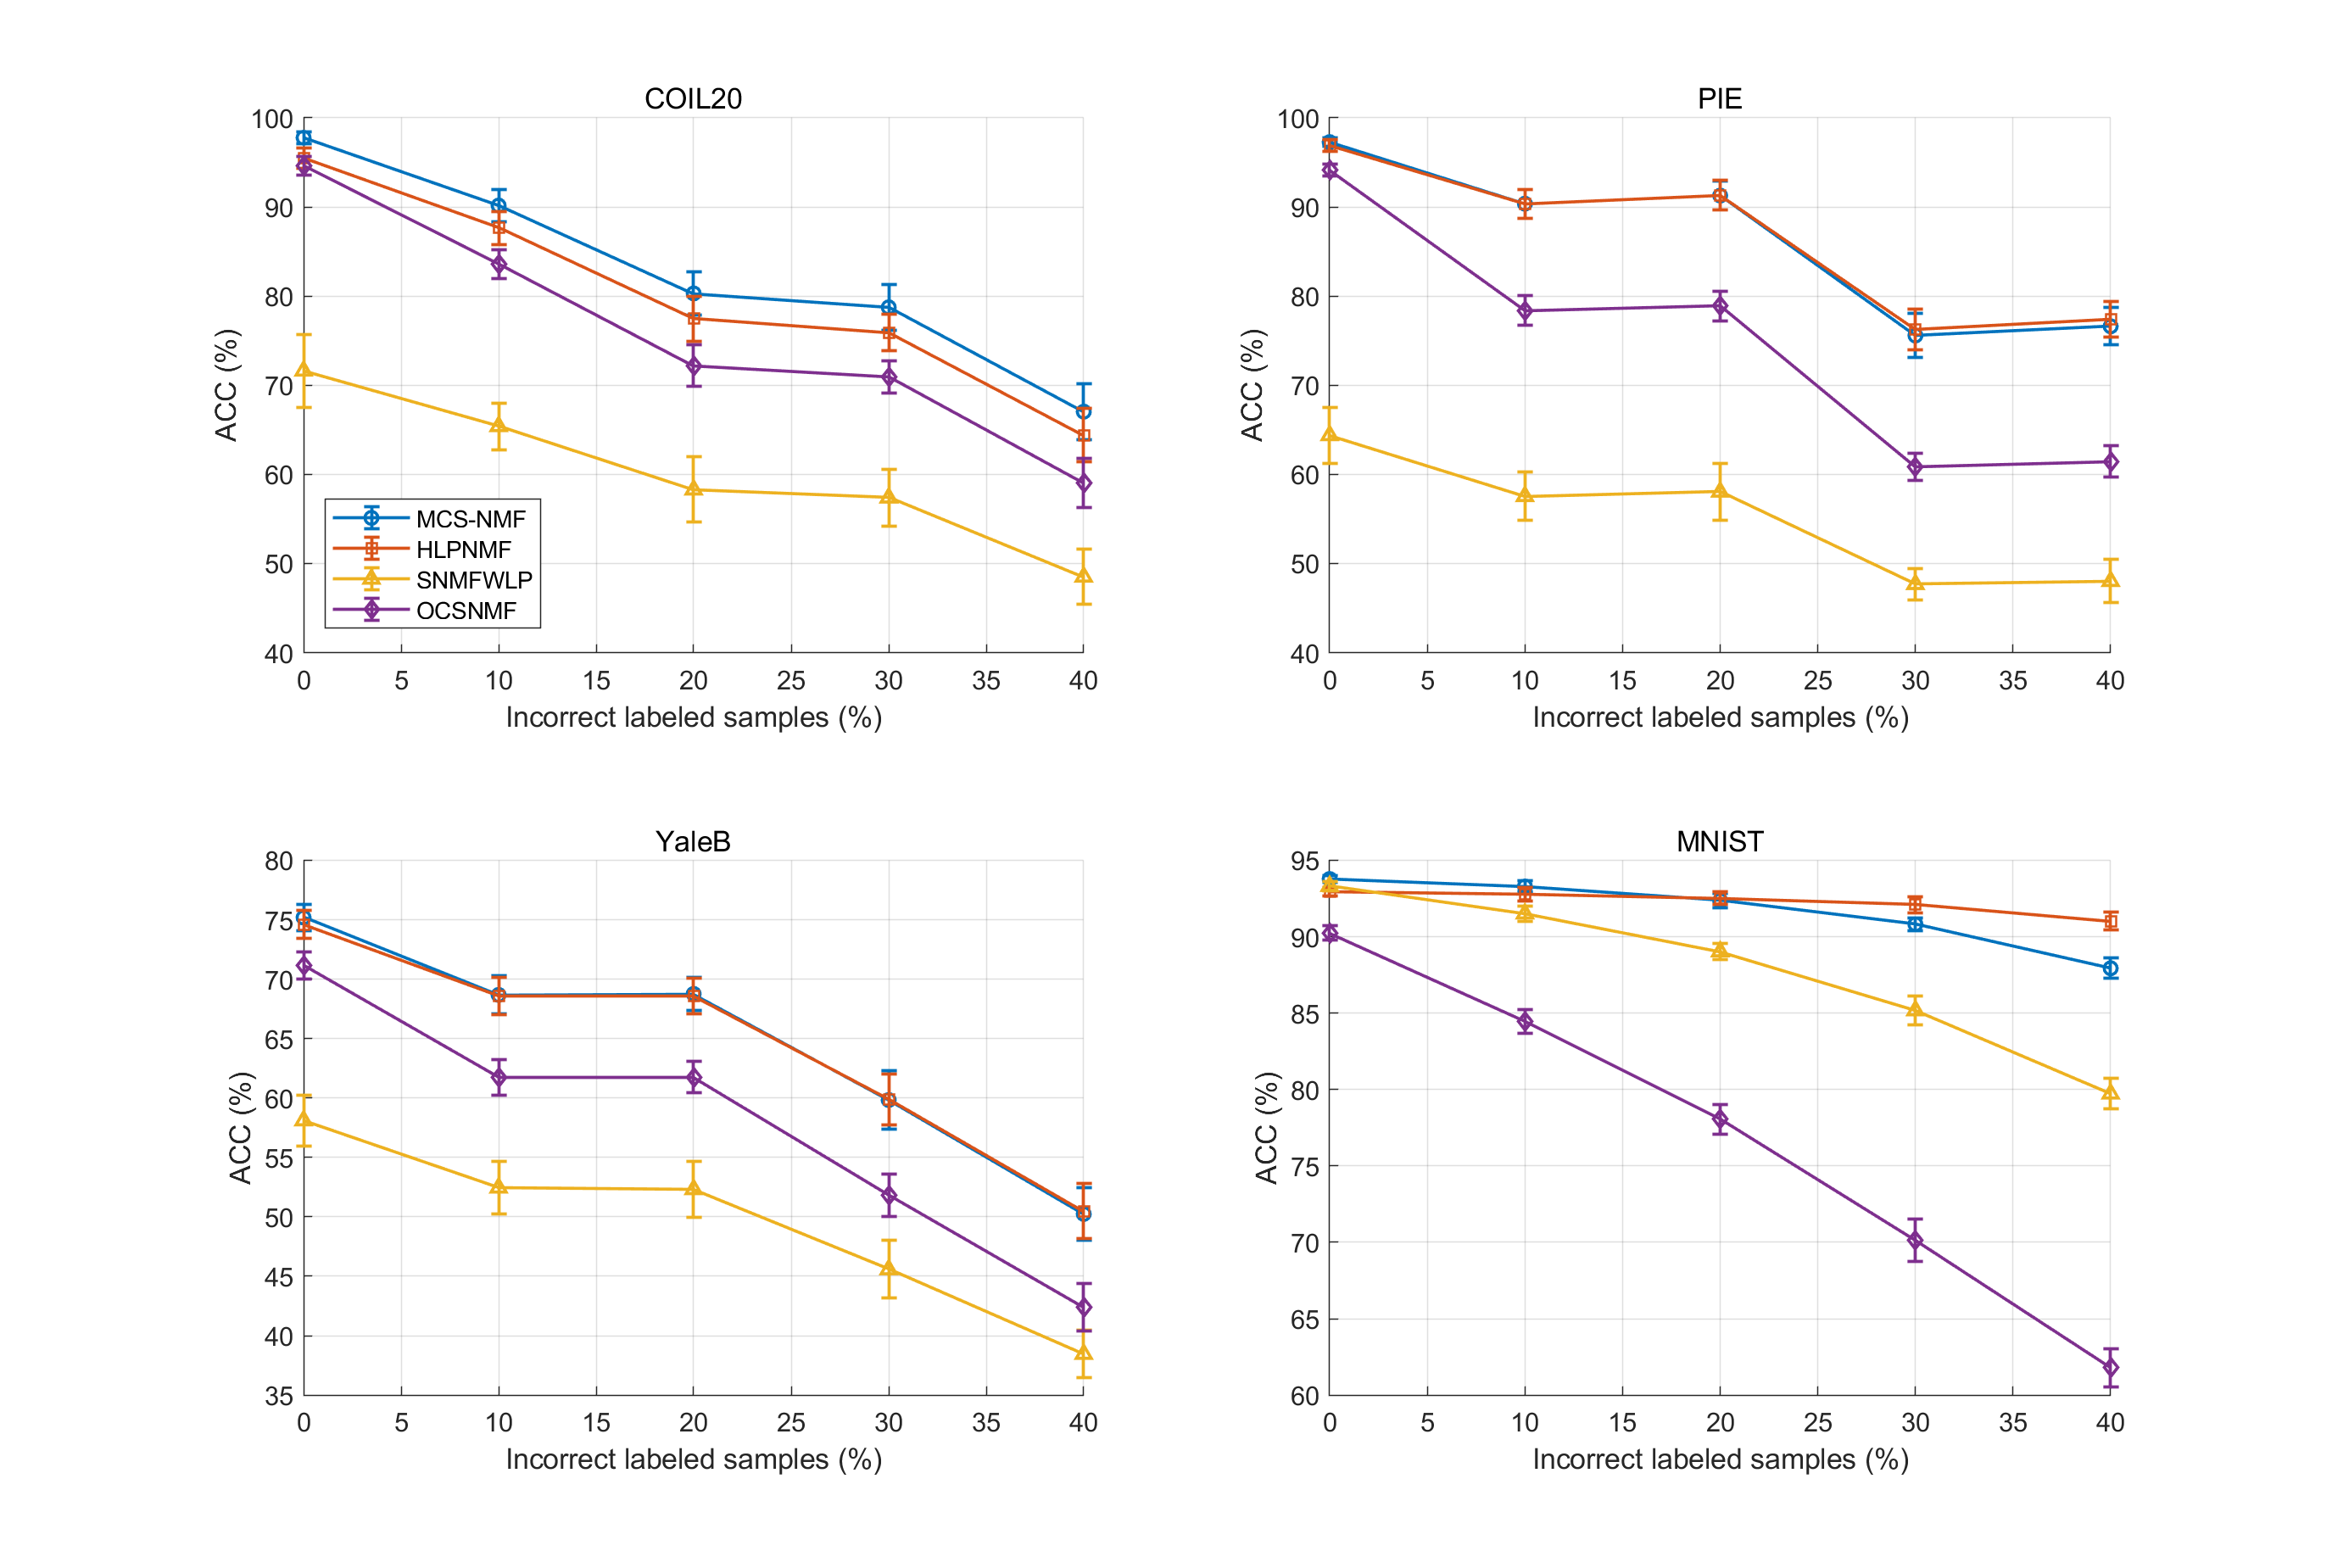 COIL20
100
90
80
70
60
50
40
ACC (%)
MCS-NMF
HLPNMF
SNMFWLP
OCSNMF
0 5 10 15 20 25 30 35 40
Incorrect labeled samples (%)
PIE
100
90
80
70
60
50
40
ACC (%)
0 5 10 15 20 25 30 35 40
Incorrect labeled samples (%)
YaleB
80
75
70
65
60
55
50
45
40
35
ACC (%)
0 5 10 15 20 25 30 35 40
Incorrect labeled samples (%)
MNIST
95
90
85
80
75
70
65
60
ACC (%)
0 5 10 15 20 25 30 35 40
Incorrect labeled samples (%)